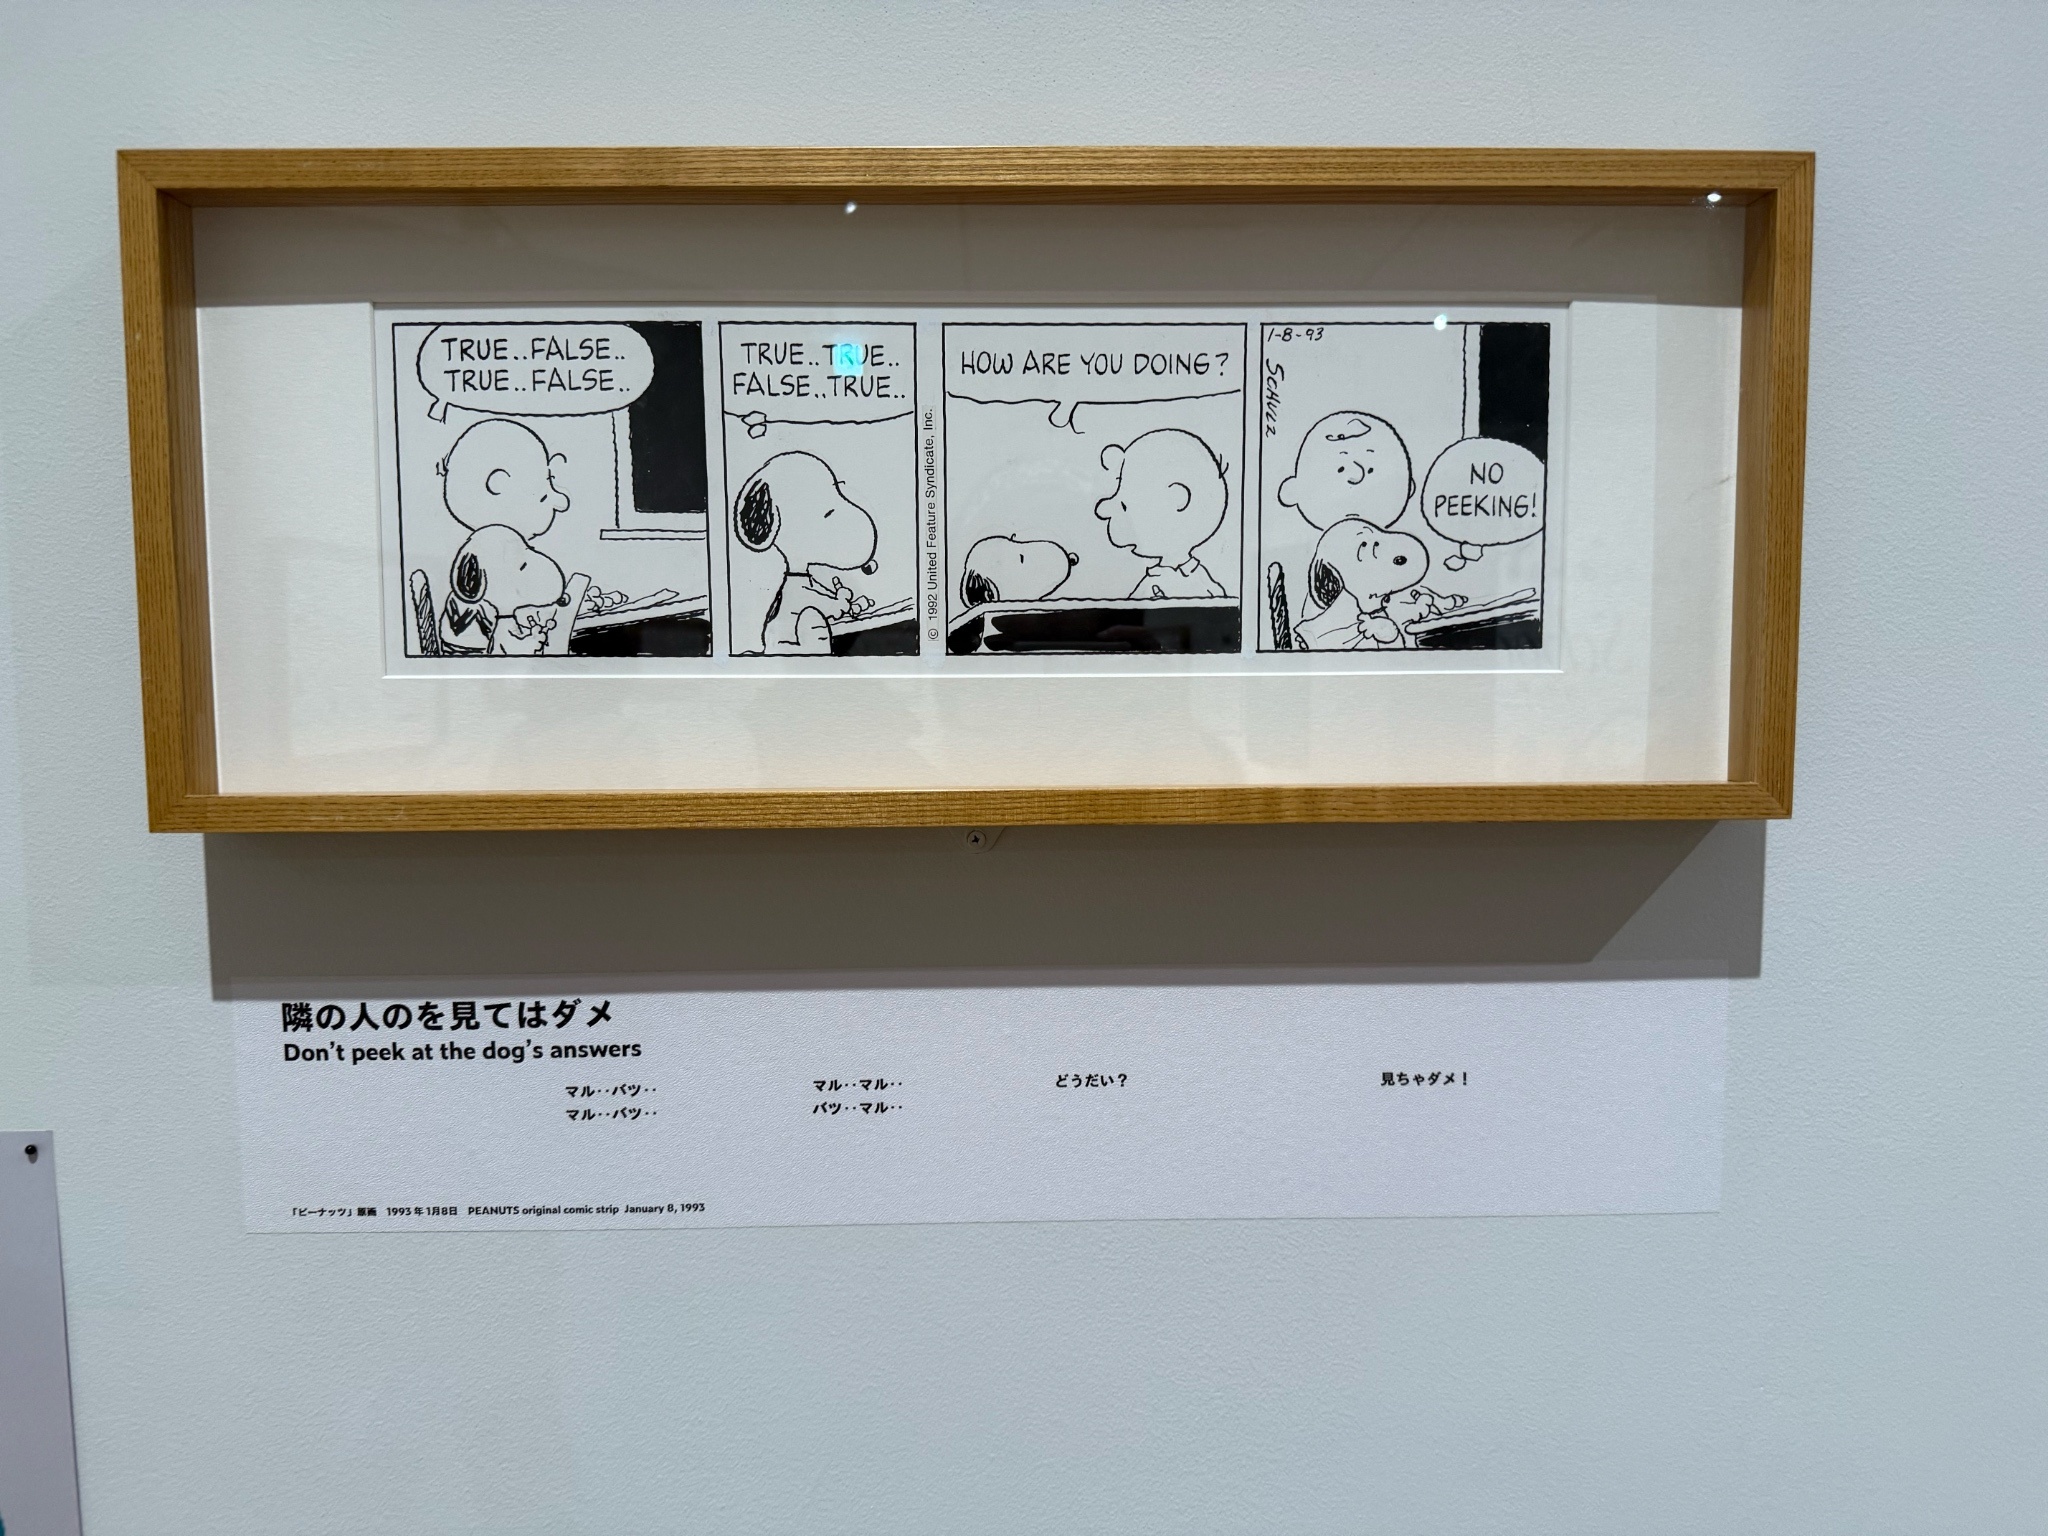 TRUE..FALSE..
TRUE..FALSE..
TRUE..TRUE..
FALSE..TRUE..
© 1992 United Feature Syndicate, Inc.
HOW ARE YOU DOING?
1-8-93
SCHULZ
NO
PEEKING!
隣の人のを見てはダメ
Don't peek at the dog's answers
マル‥バツ‥
マル‥バツ‥
マル‥マル‥
バツ‥マル‥
どうだい？
見ちゃダメ！
「ピーナッツ」原画 1993年1月8日 PEANUTS original comic strip January 8, 1993